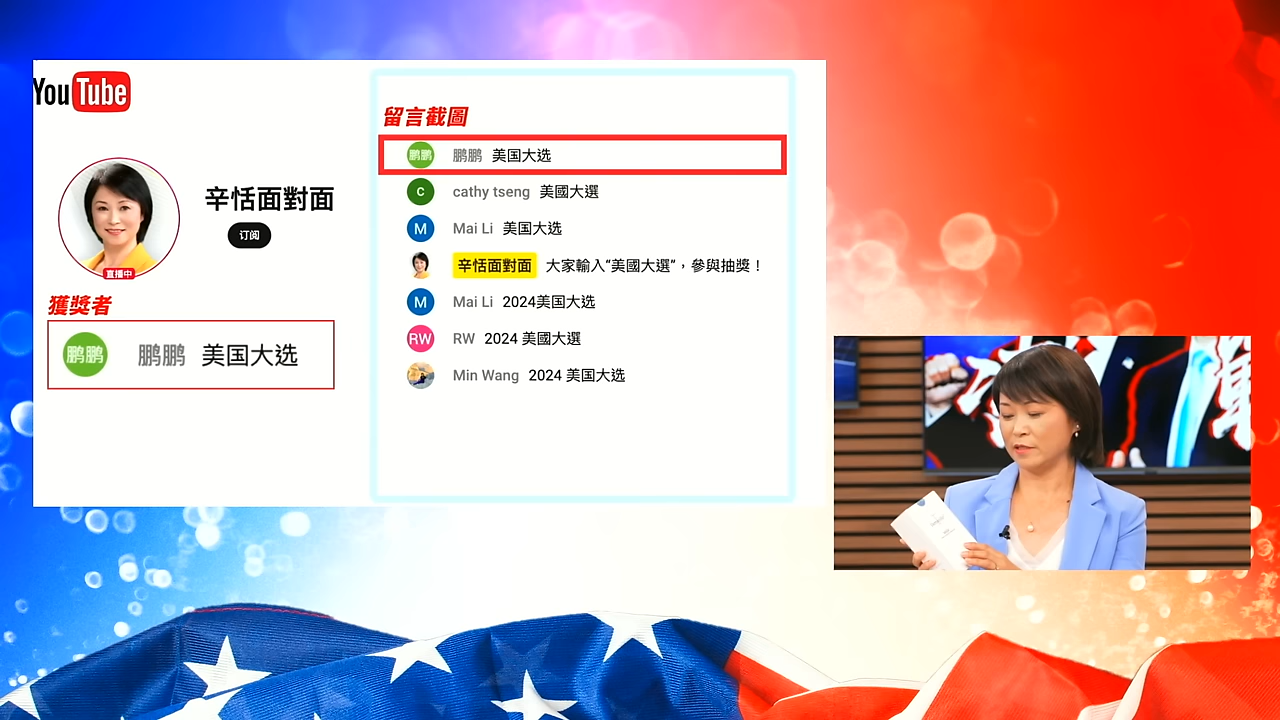 YouTube
辛恬面對面
订阅
直播中
獲獎者
鹏鹏 鹏鹏 美国大选
留言截圖
鹏鹏 鹏鹏 美国大选
C cathy tseng 美國大選
M Mai Li 美国大选
辛恬面對面 大家輸入“美國大選”，參與抽獎！
M Mai Li 2024美国大选
RW RW 2024 美國大選
Min Wang 2024 美国大选